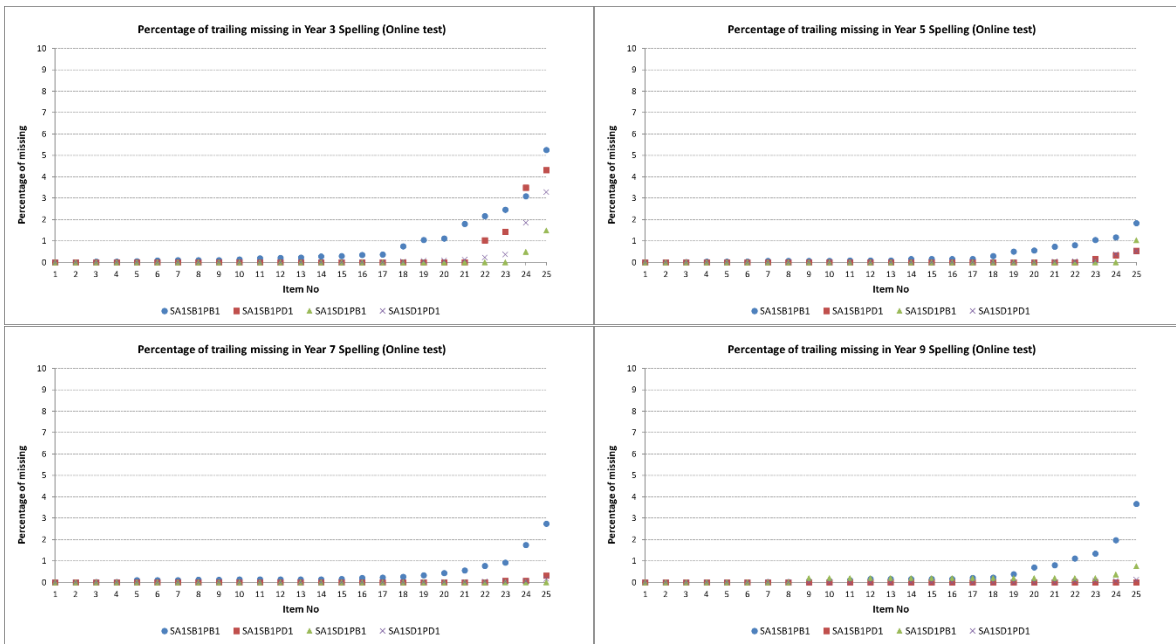 Percentage of trailing missing in Year 3 Spelling (Online test)
Percentage of missing
10
9
8
7
6
5
4
3
2
1
0
1 2 3 4 5 6 7 8 9 10 11 12 13 14 15 16 17 18 19 20 21 22 23 24 25
Item No
SA1SB1PB1 SA1SB1PD1 SA1SD1PB1 SA1SD1PD1
Percentage of trailing missing in Year 5 Spelling (Online test)
Percentage of missing
10
9
8
7
6
5
4
3
2
1
0
1 2 3 4 5 6 7 8 9 10 11 12 13 14 15 16 17 18 19 20 21 22 23 24 25
Item No
SA1SB1PB1 SA1SB1PD1 SA1SD1PB1 SA1SD1PD1
Percentage of trailing missing in Year 7 Spelling (Online test)
Percentage of missing
10
9
8
7
6
5
4
3
2
1
0
1 2 3 4 5 6 7 8 9 10 11 12 13 14 15 16 17 18 19 20 21 22 23 24 25
Item No
SA1SB1PB1 SA1SB1PD1 SA1SD1PB1 SA1SD1PD1
Percentage of trailing missing in Year 9 Spelling (Online test)
Percentage of missing
10
9
8
7
6
5
4
3
2
1
0
1 2 3 4 5 6 7 8 9 10 11 12 13 14 15 16 17 18 19 20 21 22 23 24 25
Item No
SA1SB1PB1 SA1SB1PD1 SA1SD1PB1 SA1SD1PD1